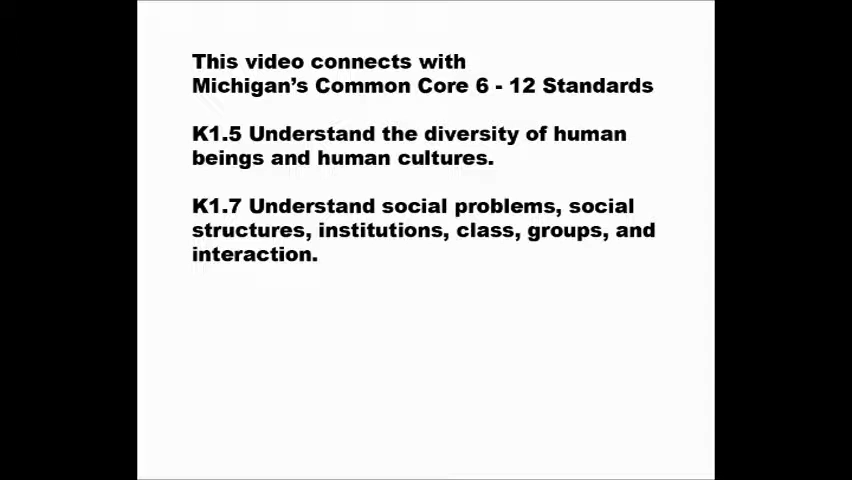 This video connects with
Michigan's Common Core 6 - 12 Standards
K1.5 Understand the diversity of human
beings and human cultures.
K1.7 Understand social problems, social
structures, institutions, class, groups, and
interaction.